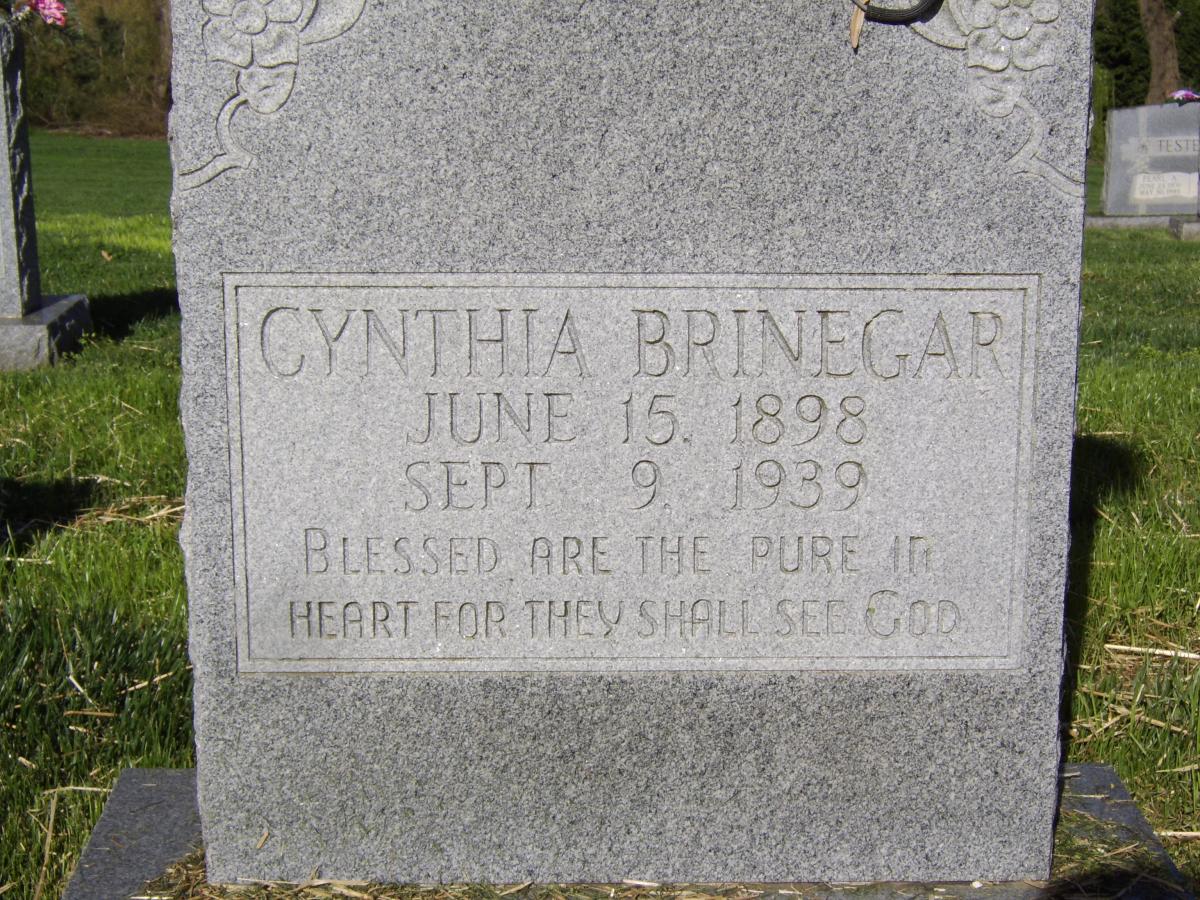 CYNTHIA BRINEGAR
JUNE 15, 1898
SEPT. 9, 1939
BLESSED ARE THE PURE IN
HEART FOR THEY SHALL SEE GOD.
TESTE